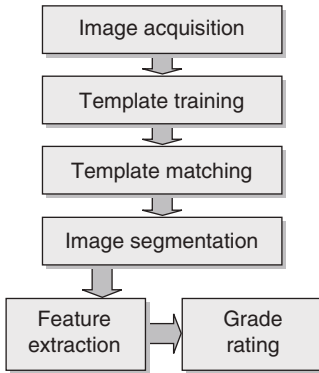 Image acquisition
Template training
Template matching
Image segmentation
Feature
extraction
Grade
rating